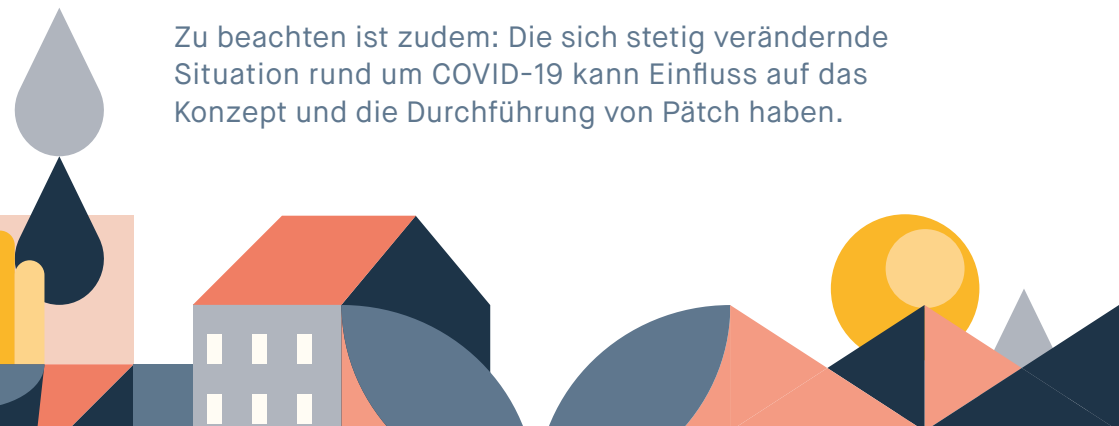 Zu beachten ist zudem: Die sich stetig verändernde
Situation rund um COVID-19 kann Einfluss auf das
Konzept und die Durchführung von Pätch haben.